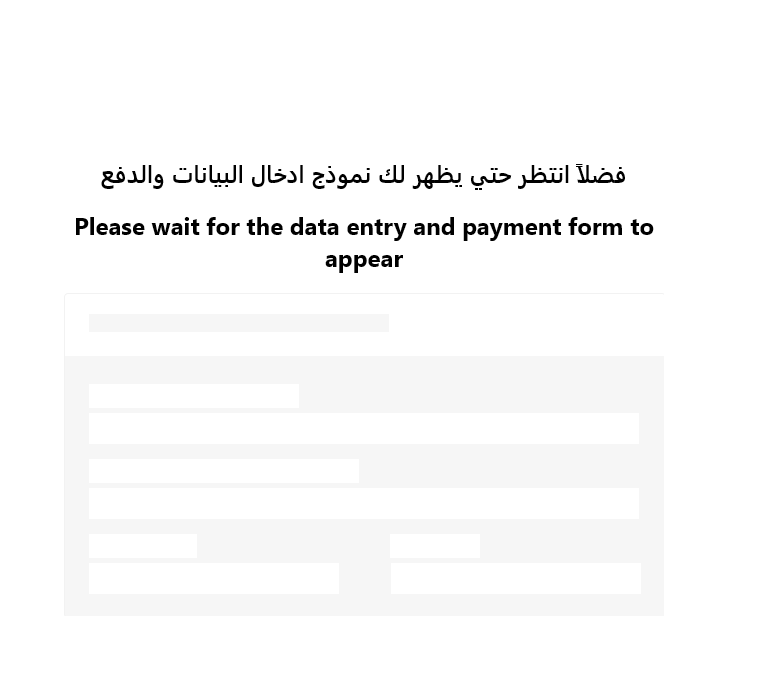 فضلاً انتظر حتي يظهر لك نموذج ادخال البيانات والدفع
Please wait for the data entry and payment form to
appear